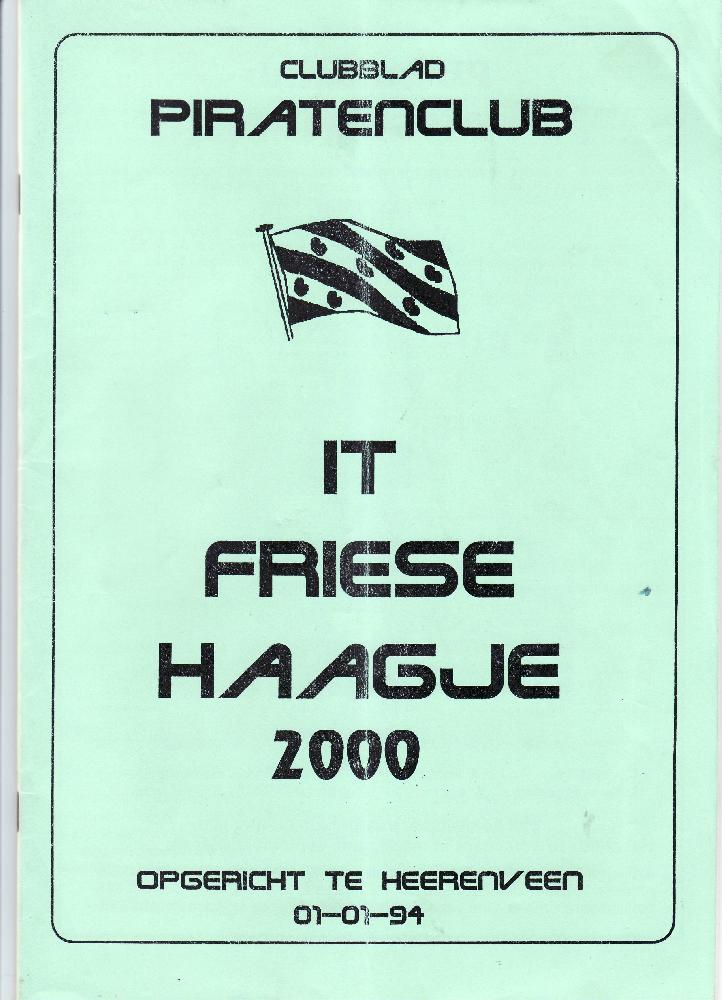 CLUBBLAD
PIRATENCLUB
IT
FRIESE
HAAGJE
2000
OPGERICHT TE HEERENVEEN
01-01-94